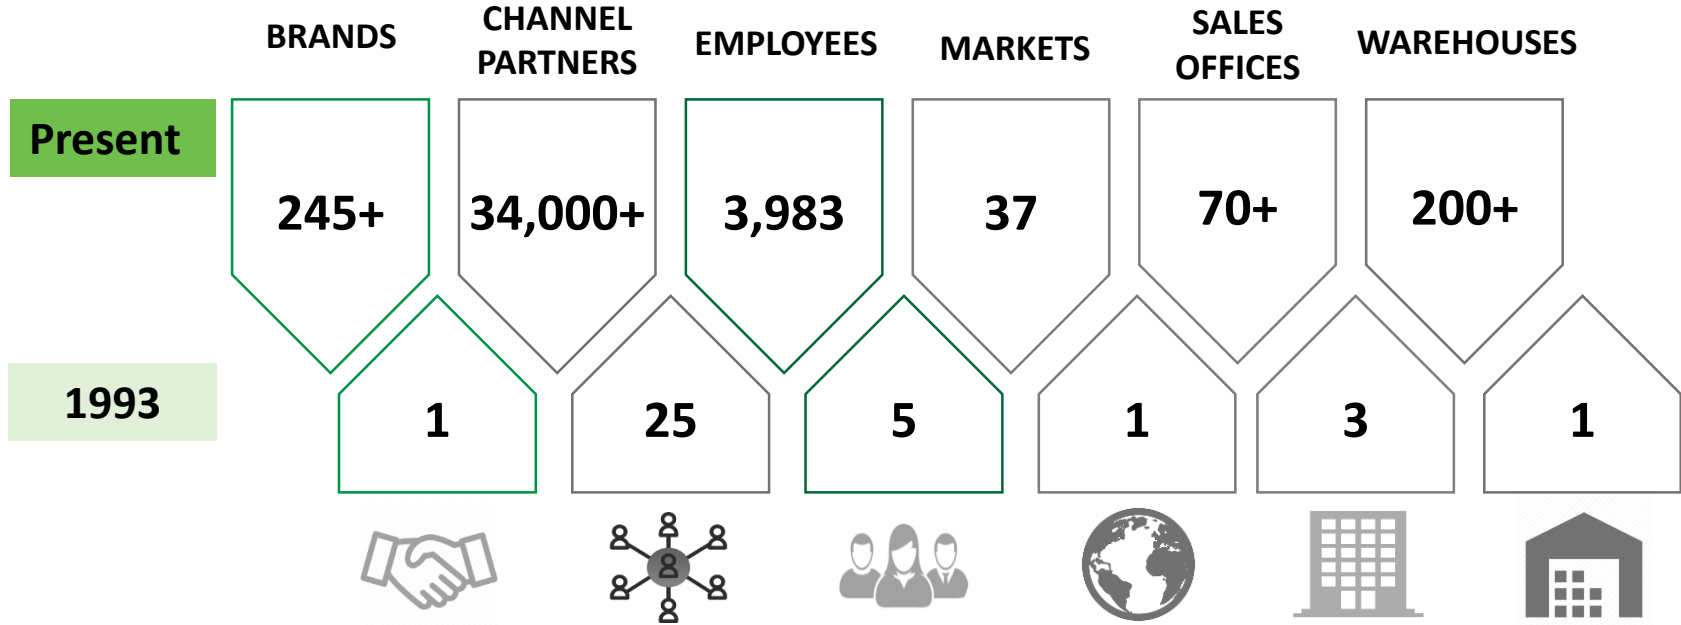 BRANDS
CHANNEL
PARTNERS
EMPLOYEES
MARKETS
SALES
OFFICES
WAREHOUSES
Present
245+
34,000+
3,983
37
70+
200+
1993
1
25
5
1
3
1